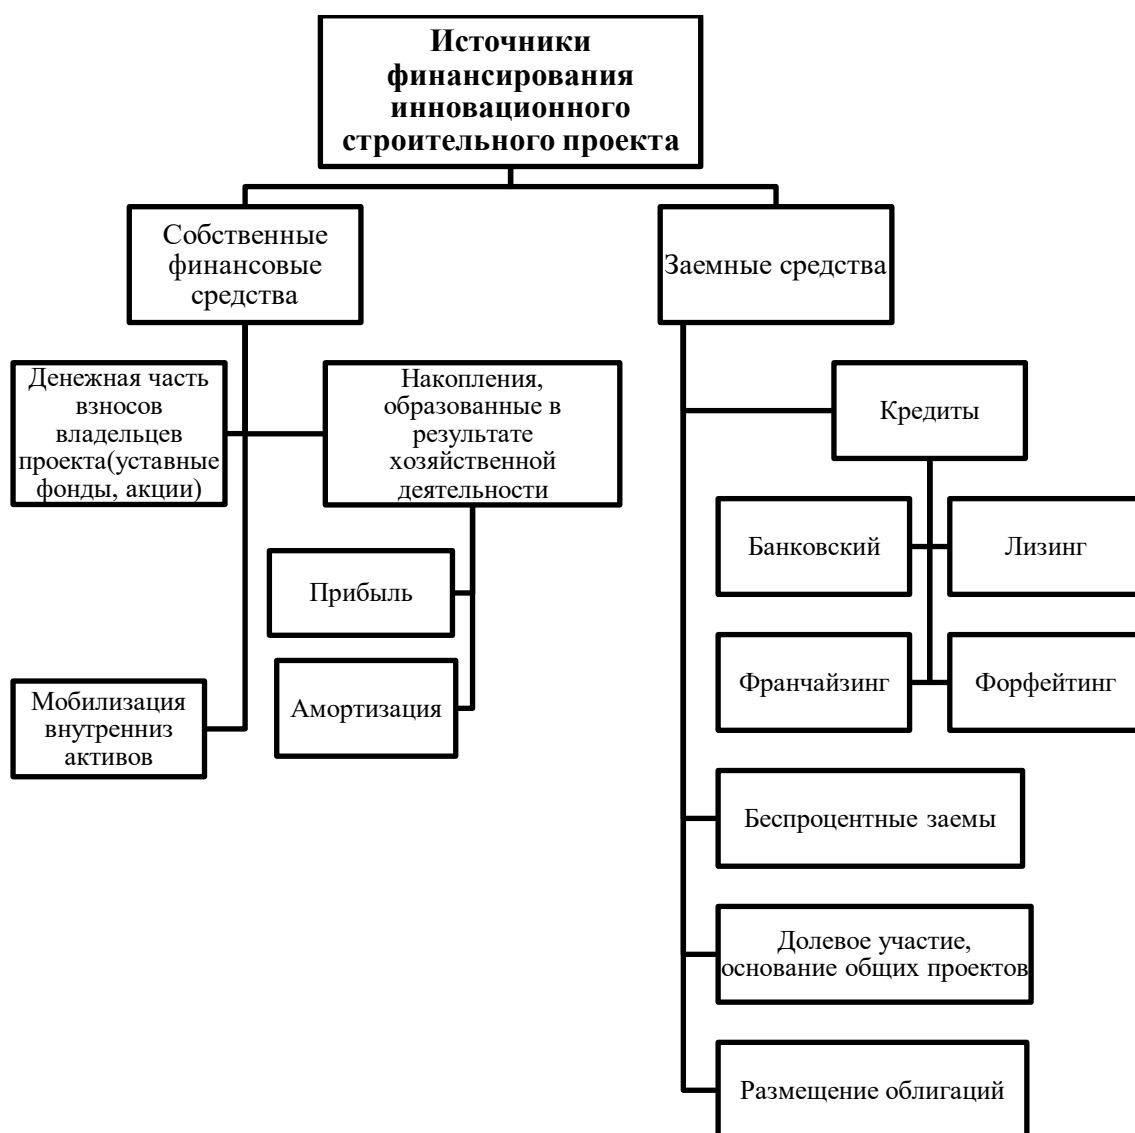 Источники
финансирования
инновационного
строительного проекта
Собственные
финансовые
средства
Заемные средства
Денежная часть
взносов
владельцев
проекта(уставные
фонды, акции)
Накопления,
образованные в
результате
хозяйственной
деятельности
Кредиты
Банковский
Лизинг
Прибыль
Франчайзинг
Форфейтинг
Амортизация
Мобилизация
внутренниз
активов
Беспроцентные заемы
Долевое участие,
основание общих проектов
Размещение облигаций